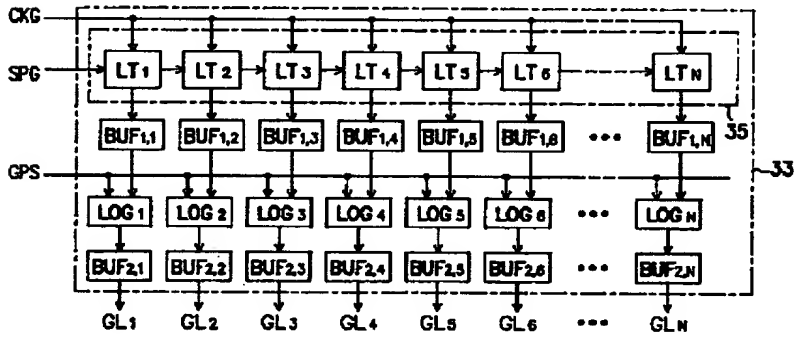 CKG
SPG LT1 LT2 LT3 LT4 LT5 LT6 LTN
35
BUF1,1 BUF1,2 BUF1,3 BUF1,4 BUF1,5 BUF1,6 ••• BUF1,N
GPS 33
LOG1 LOG2 LOG3 LOG4 LOG5 LOG6 ••• LOGN
BUF2,1 BUF2,2 BUF2,3 BUF2,4 BUF2,5 BUF2,6 ••• BUF2,N
GL1 GL2 GL3 GL4 GL5 GL6 ••• GLN